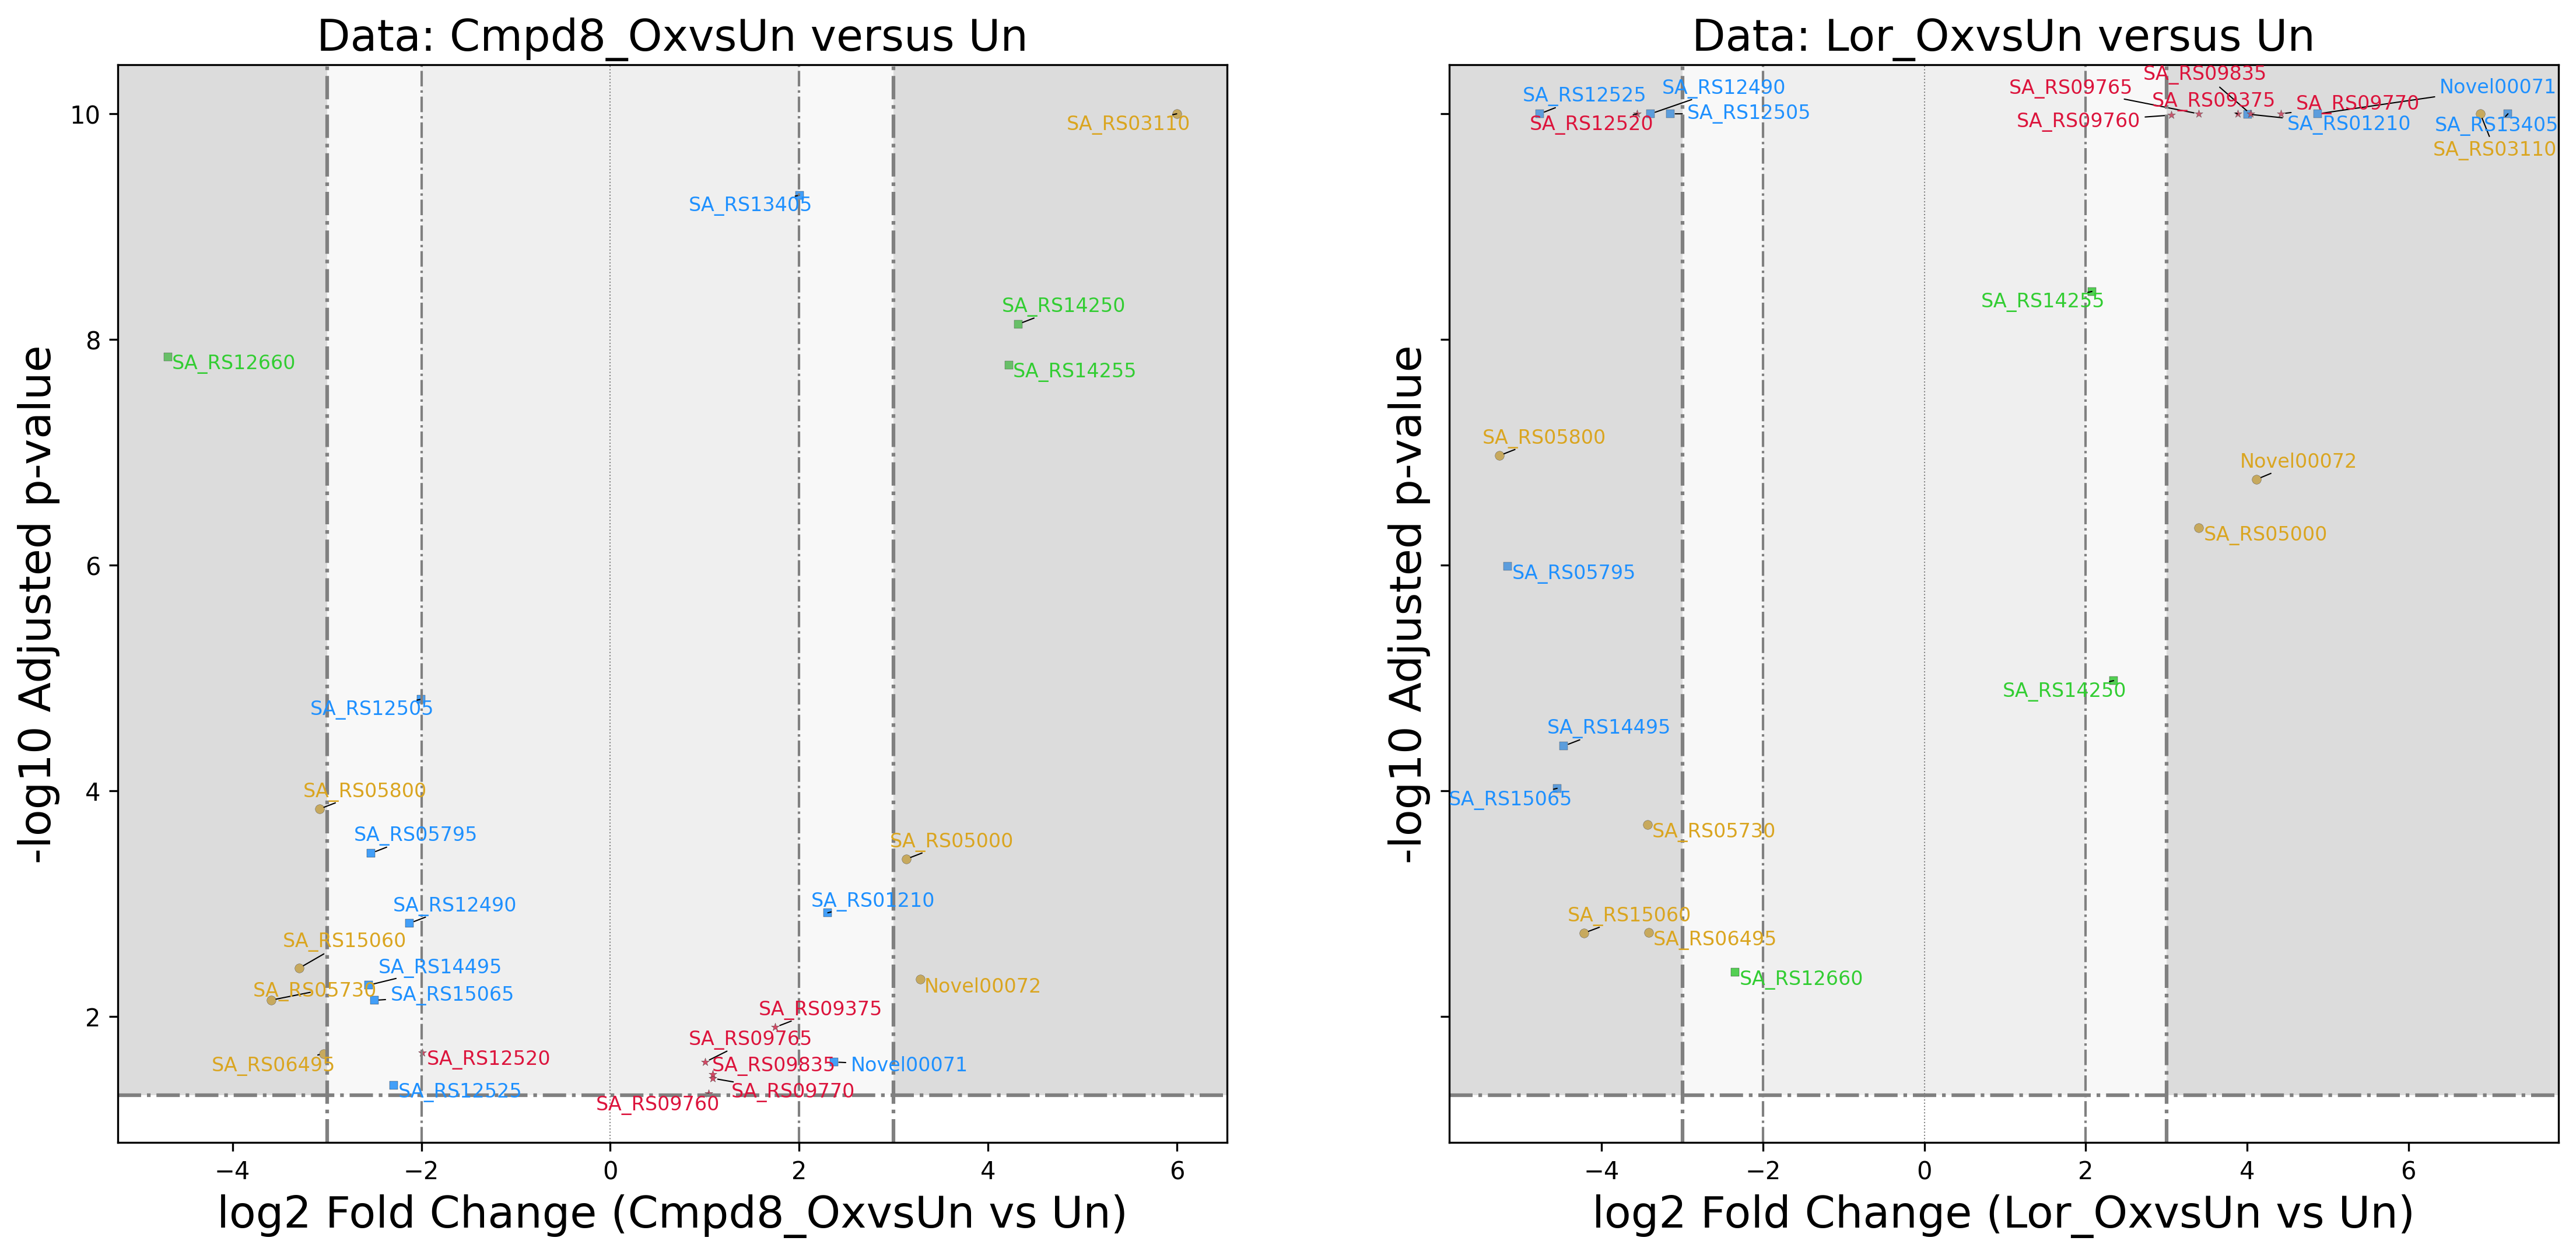 Data: Cmpd8_OxvsUn versus Un
-log10 Adjusted p-value
10
8
6
4
2
SA_RS03110
SA_RS13405
SA_RS14250
SA_RS12660
SA_RS14255
SA_RS12505
SA_RS05800
SA_RS05795
SA_RS05000
SA_RS12490
SA_RS01210
SA_RS15060
SA_RS14495
SA_RS05730
SA_RS15065
Novel00072
SA_RS09375
SA_RS09765
SA_RS12520
SA_RS06495
SA_RS09835
Novel00071
SA_RS12525
SA_RS09770
SA_RS09760
−4
−2
0
2
4
6
log2 Fold Change (Cmpd8_OxvsUn vs Un)
Data: Lor_OxvsUn versus Un
-log10 Adjusted p-value
SA_RS09835
SA_RS12525
SA_RS12490
SA_RS09765
Novel00071
SA_RS09375
SA_RS09770
SA_RS12520
SA_RS12505
SA_RS09760
SA_RS01210
SA_RS13405
SA_RS03110
SA_RS14255
SA_RS05800
Novel00072
SA_RS05000
SA_RS05795
SA_RS14250
SA_RS14495
SA_RS15065
SA_RS05730
SA_RS15060
SA_RS06495
SA_RS12660
−4
−2
0
2
4
6
log2 Fold Change (Lor_OxvsUn vs Un)